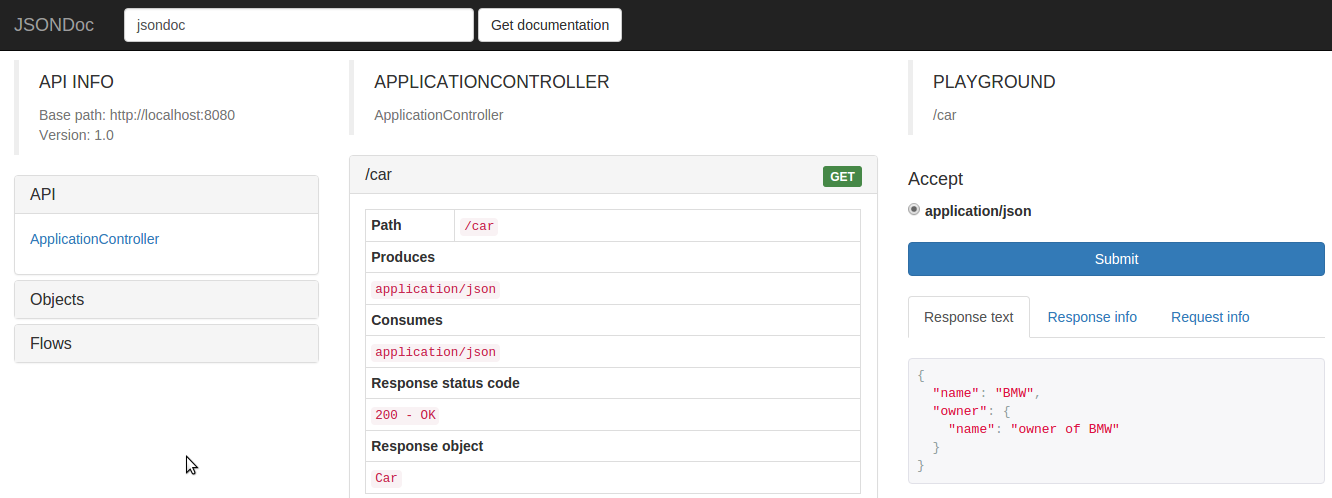 JSONDoc jsondoc Get documentation
API INFO
Base path: http://localhost:8080
Version: 1.0
API
ApplicationController
Objects
Flows
APPLICATIONCONTROLLER
ApplicationController
/car GET
Path /car
Produces
application/json
Consumes
application/json
Response status code
200 - OK
Response object
Car
PLAYGROUND
/car
Accept
application/json
Submit
Response text Response info Request info
{
"name": "BMW",
"owner": {
"name": "owner of BMW"
}
}